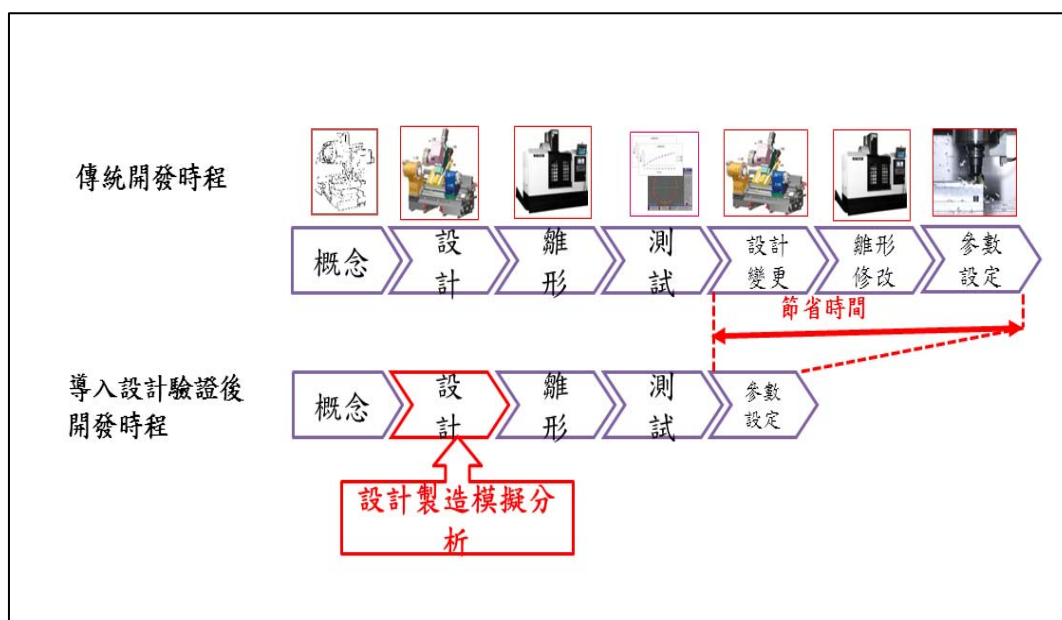 傳統開發時程
概念
設
計
雛
形
測
試
設計
變更
雛形
修改
參數
設定
節省時間
導入設計驗證後
開發時程
概念
設
計
雛
形
測
試
參數
設定
設計製造模擬分
析